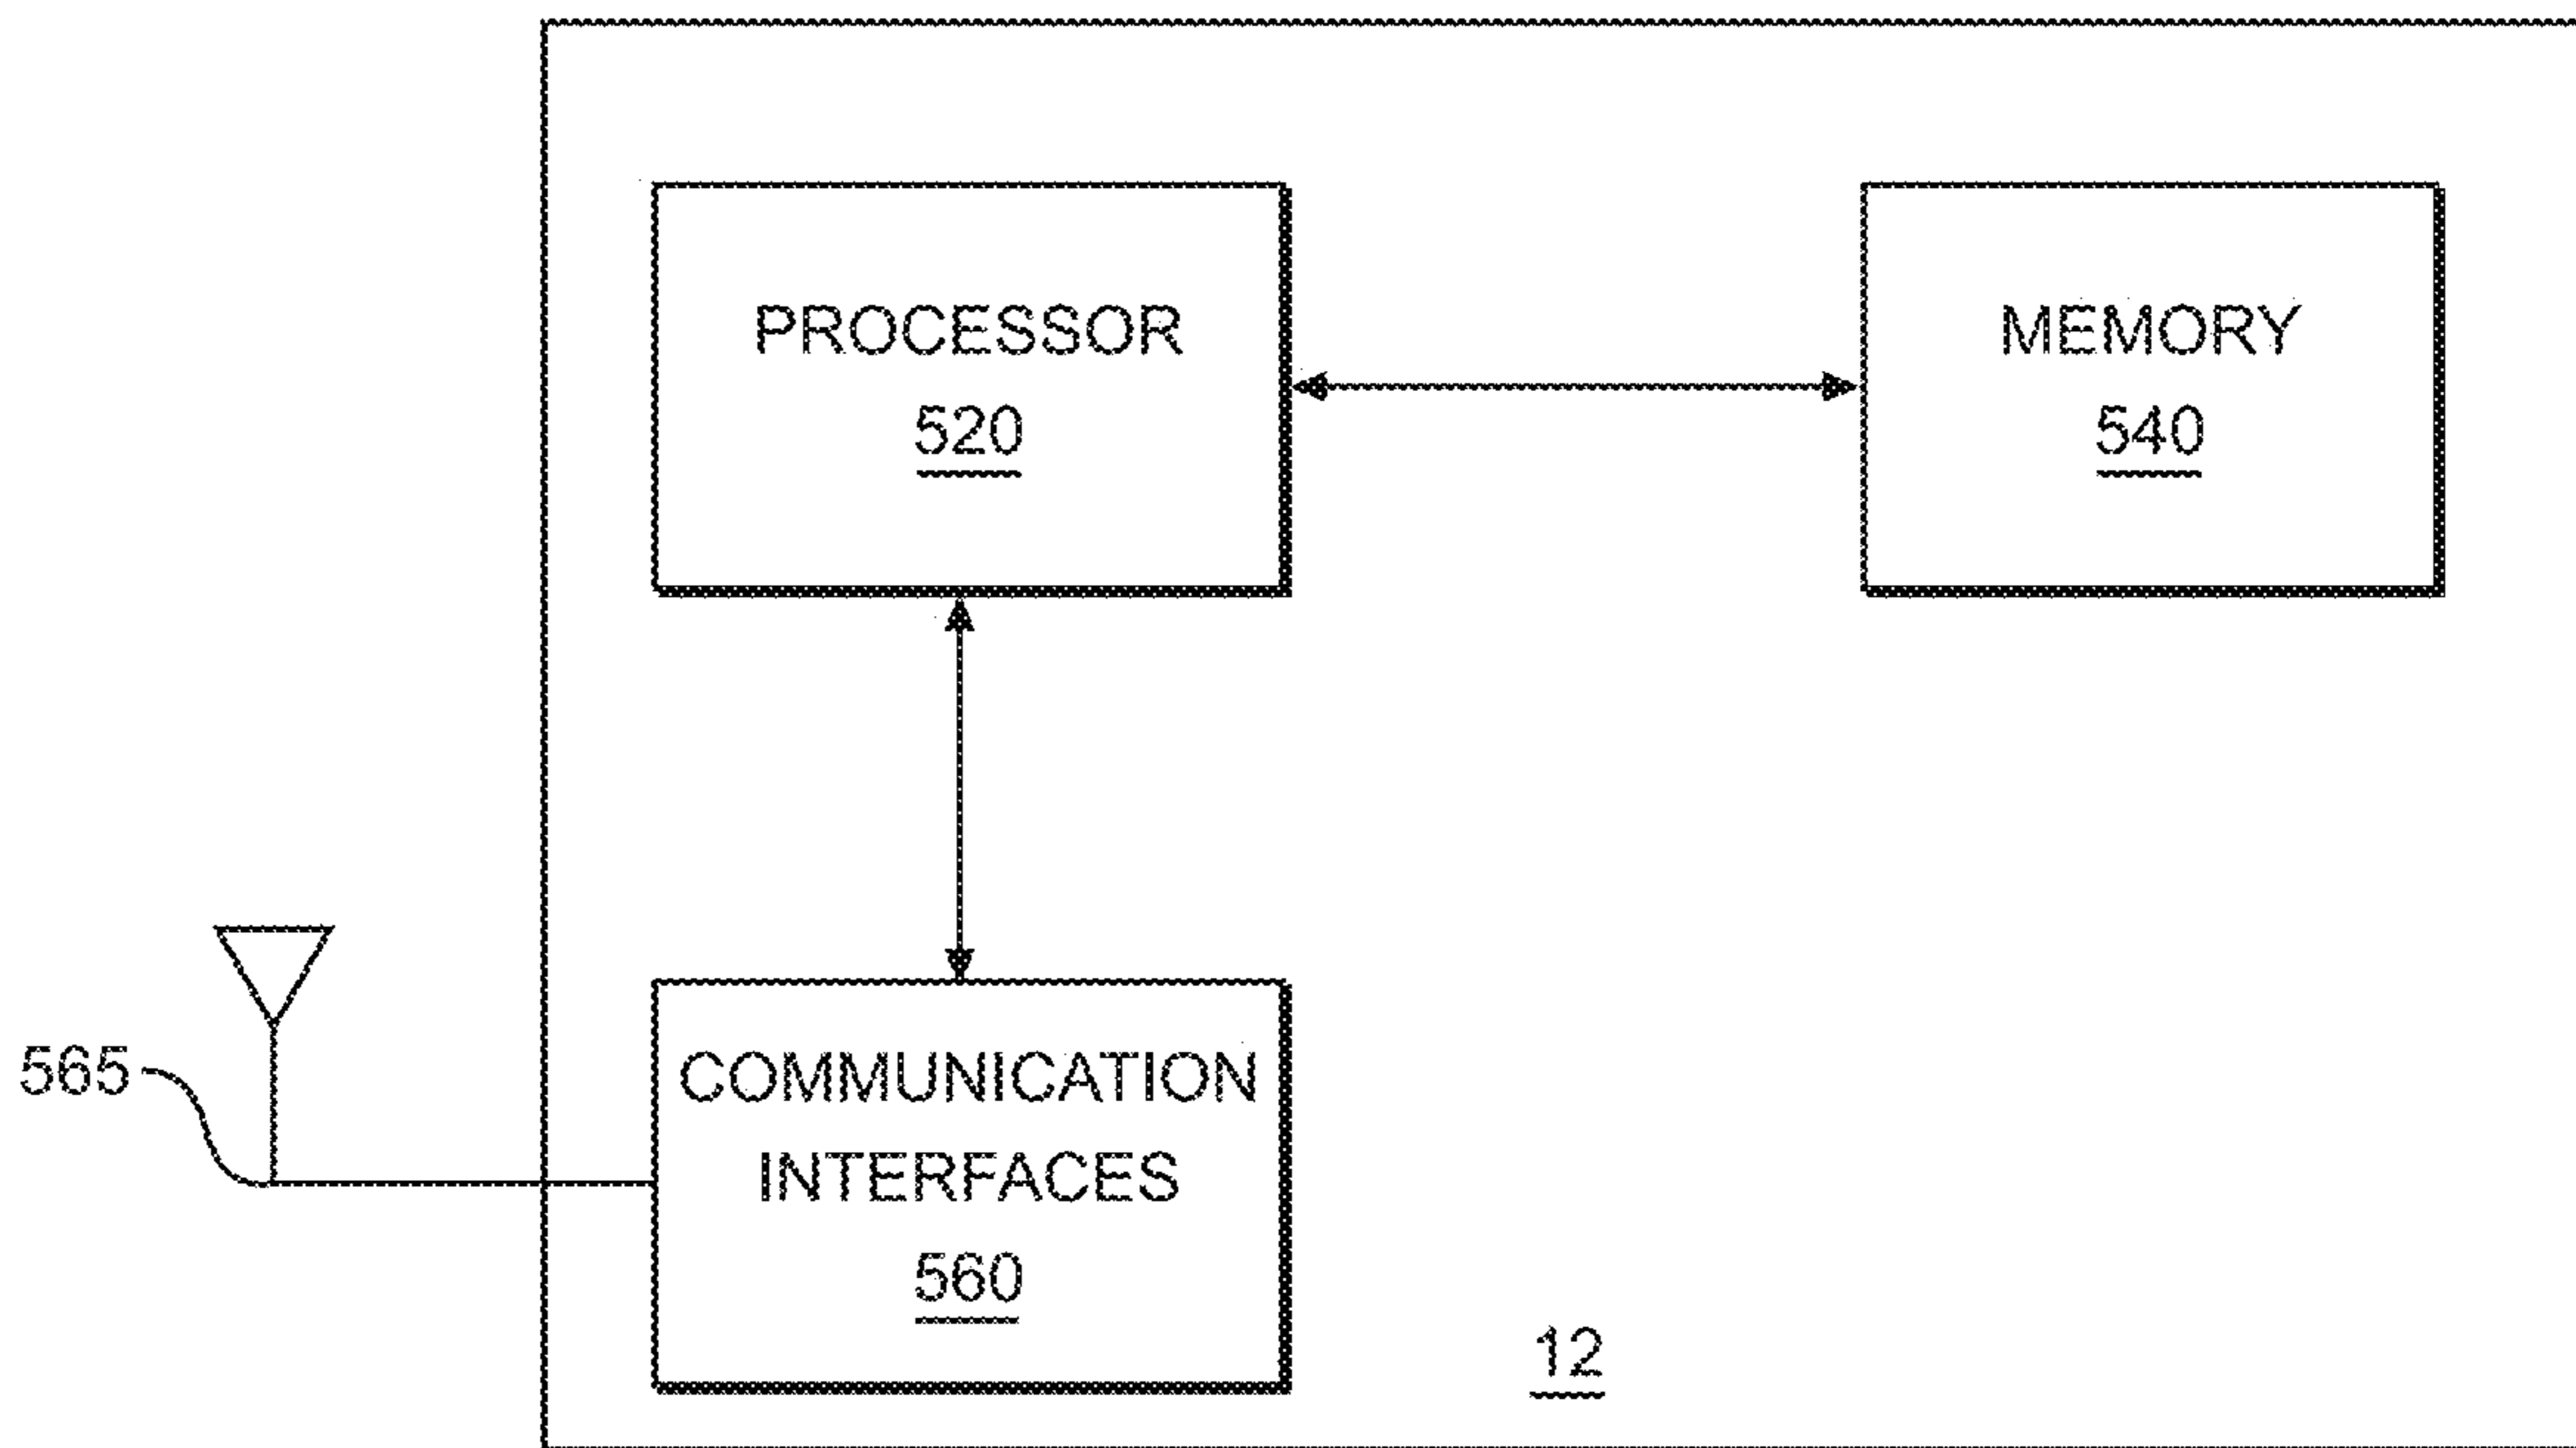 PROCESSOR
520
MEMORY
540
565
COMMUNICATION
INTERFACES
560
12